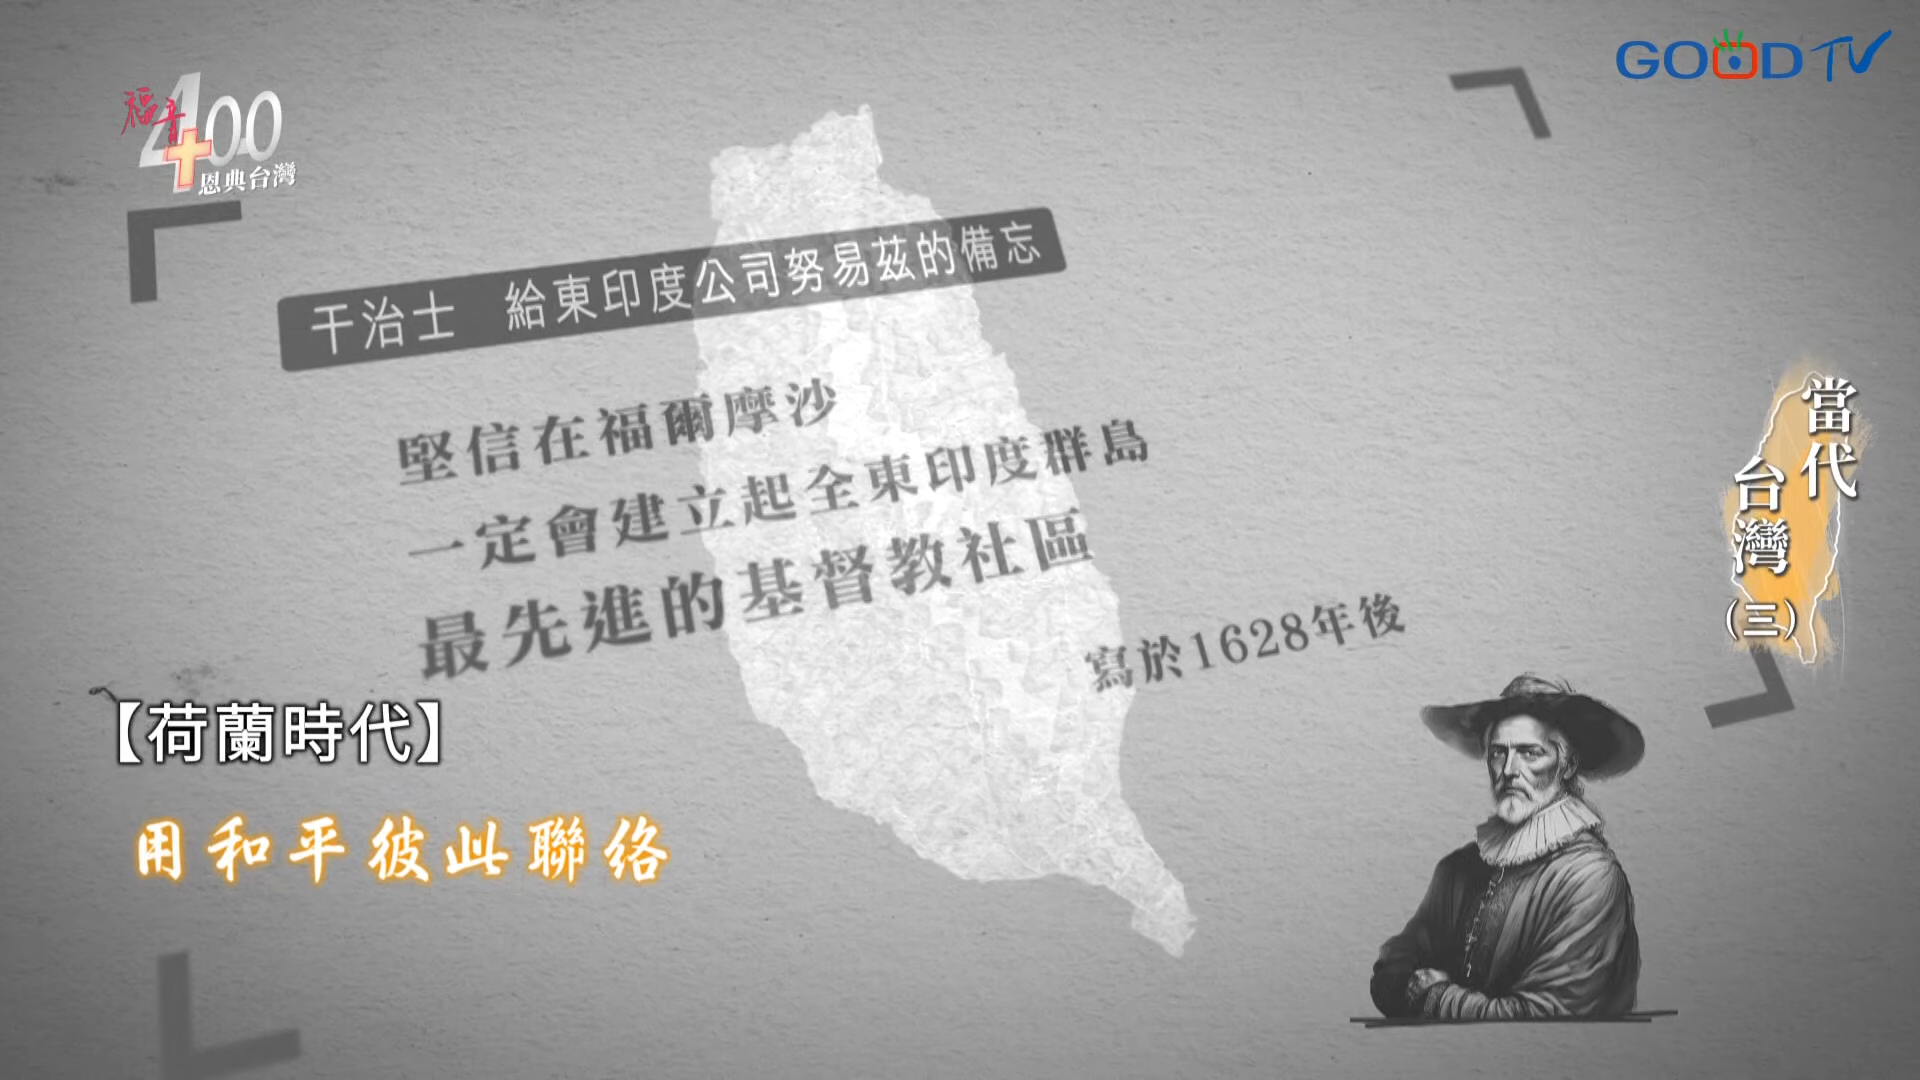 GOOD TV
福音
400
恩典台灣
干治士 給東印度公司努易茲的備忘
堅信在福爾摩沙
一定會建立起全東印度群島
最先進的基督教社區
寫於1628年後
當代
台灣
(三)
【荷蘭時代】
用和平彼此聯絡